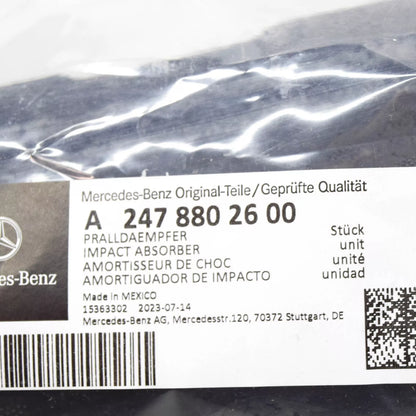 Mercedes-Benz Original-Teile/Geprüfte Qualität
A 247 880 26 00
PRALLDAEMPFER Stück
IMPACT ABSORBER unit
AMORTISSEUR DE CHOC unité
AMORTIGUADOR DE IMPACTO unidad
Made in MEXICO
15363302 2023-07-14
Mercedes-Benz AG, Mercedesstr.120, 70372 Stuttgart, DE
des-Benz